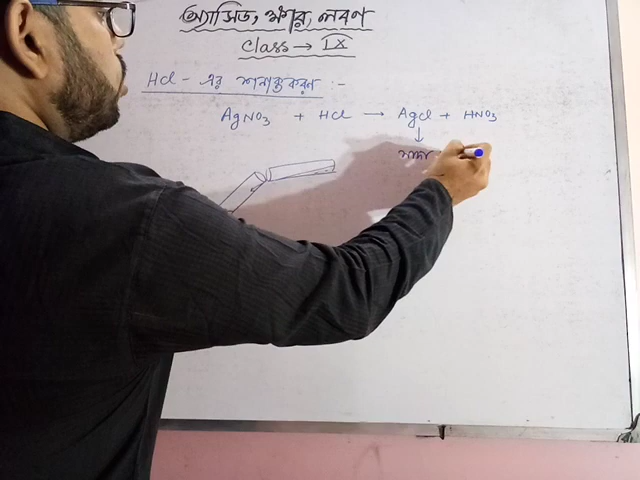 অ্যাসিড, ক্ষার, লবণ
Class → IX
HCl - এর শনাক্তকরণ :-
AgNO3 + HCl → AgCl + HNO3
↓
সাদা